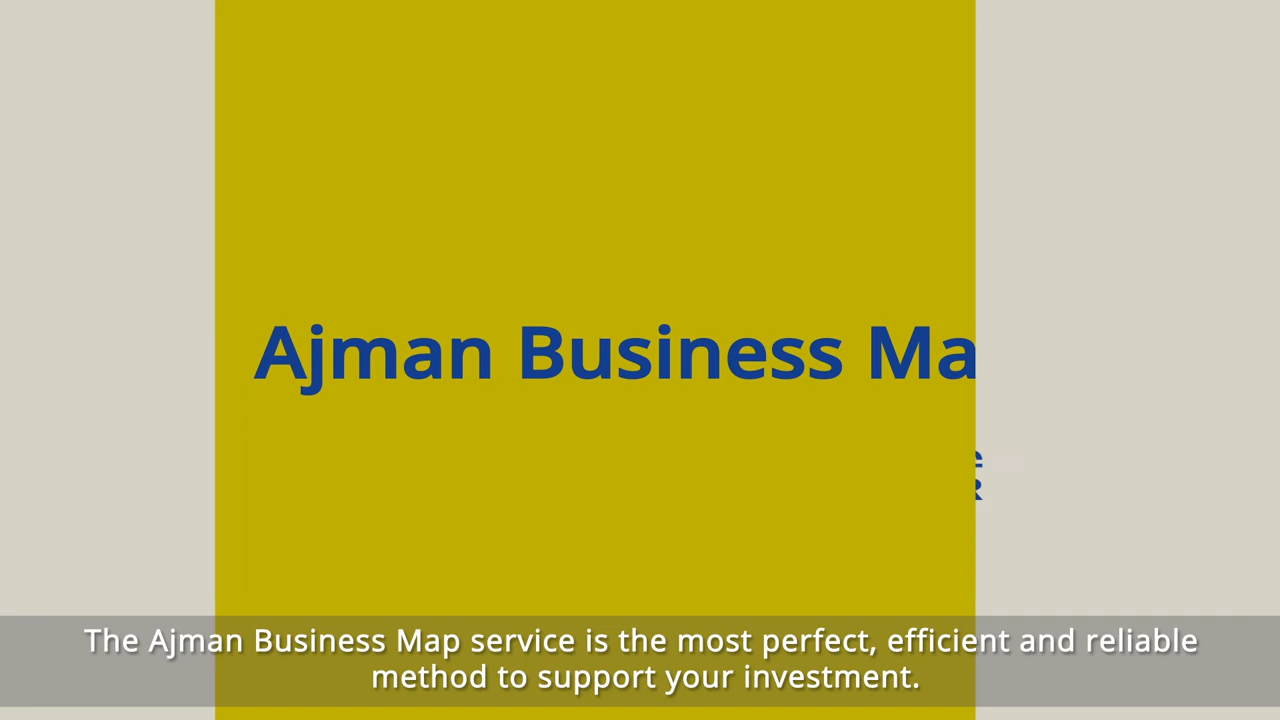 Ajman Business Ma
The Ajman Business Map service is the most perfect, efficient and reliable
method to support your investment.